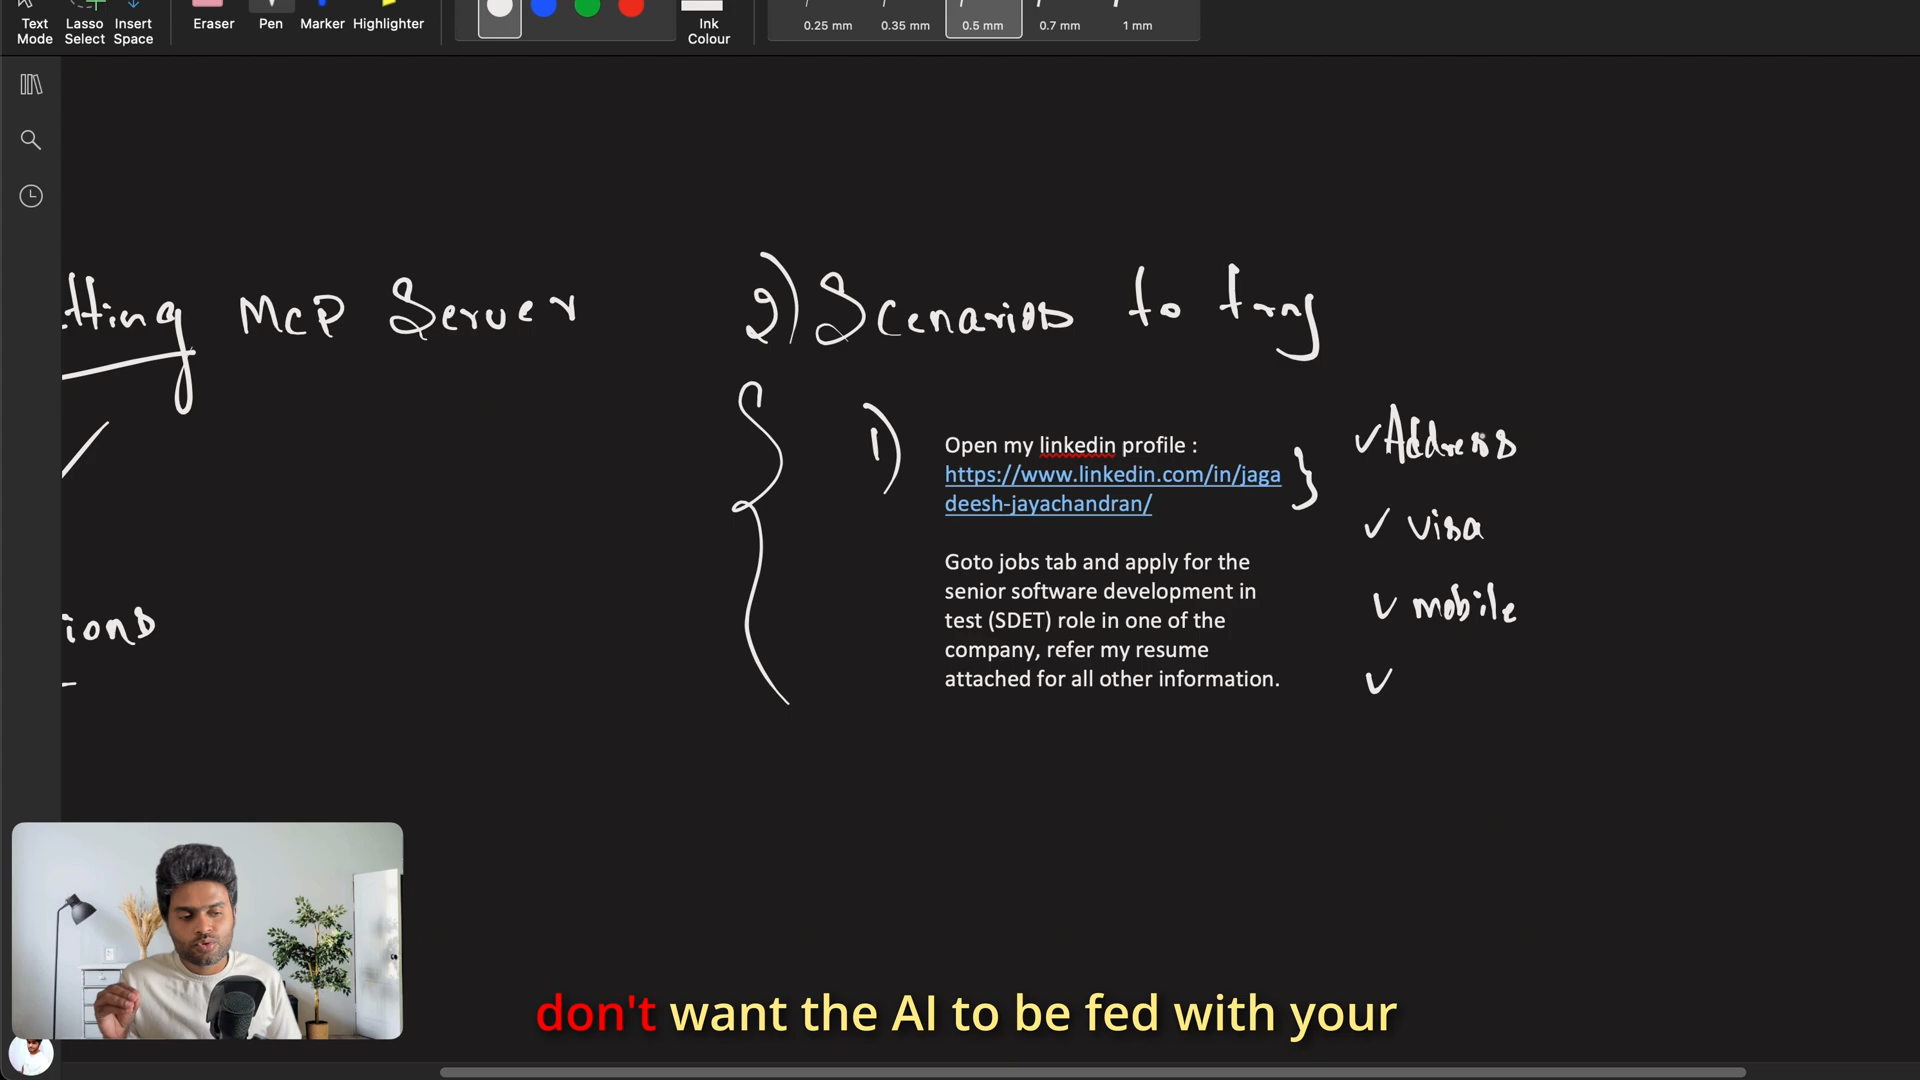 Text
Mode
Lasso
Select
Insert
Space
Eraser
Pen
Marker
Highlighter
Ink
Colour
0.25 mm
0.35 mm
0.5 mm
0.7 mm
1 mm
tting MCP Server
ions
2) Scenarios to try
1)
Open my linkedin profile :
https://www.linkedin.com/in/jaga
deesh-jayachandran/
Goto jobs tab and apply for the
senior software development in
test (SDET) role in one of the
company, refer my resume
attached for all other information.
✓ Address
✓ visa
✓ mobile
✓
don't want the AI to be fed with your